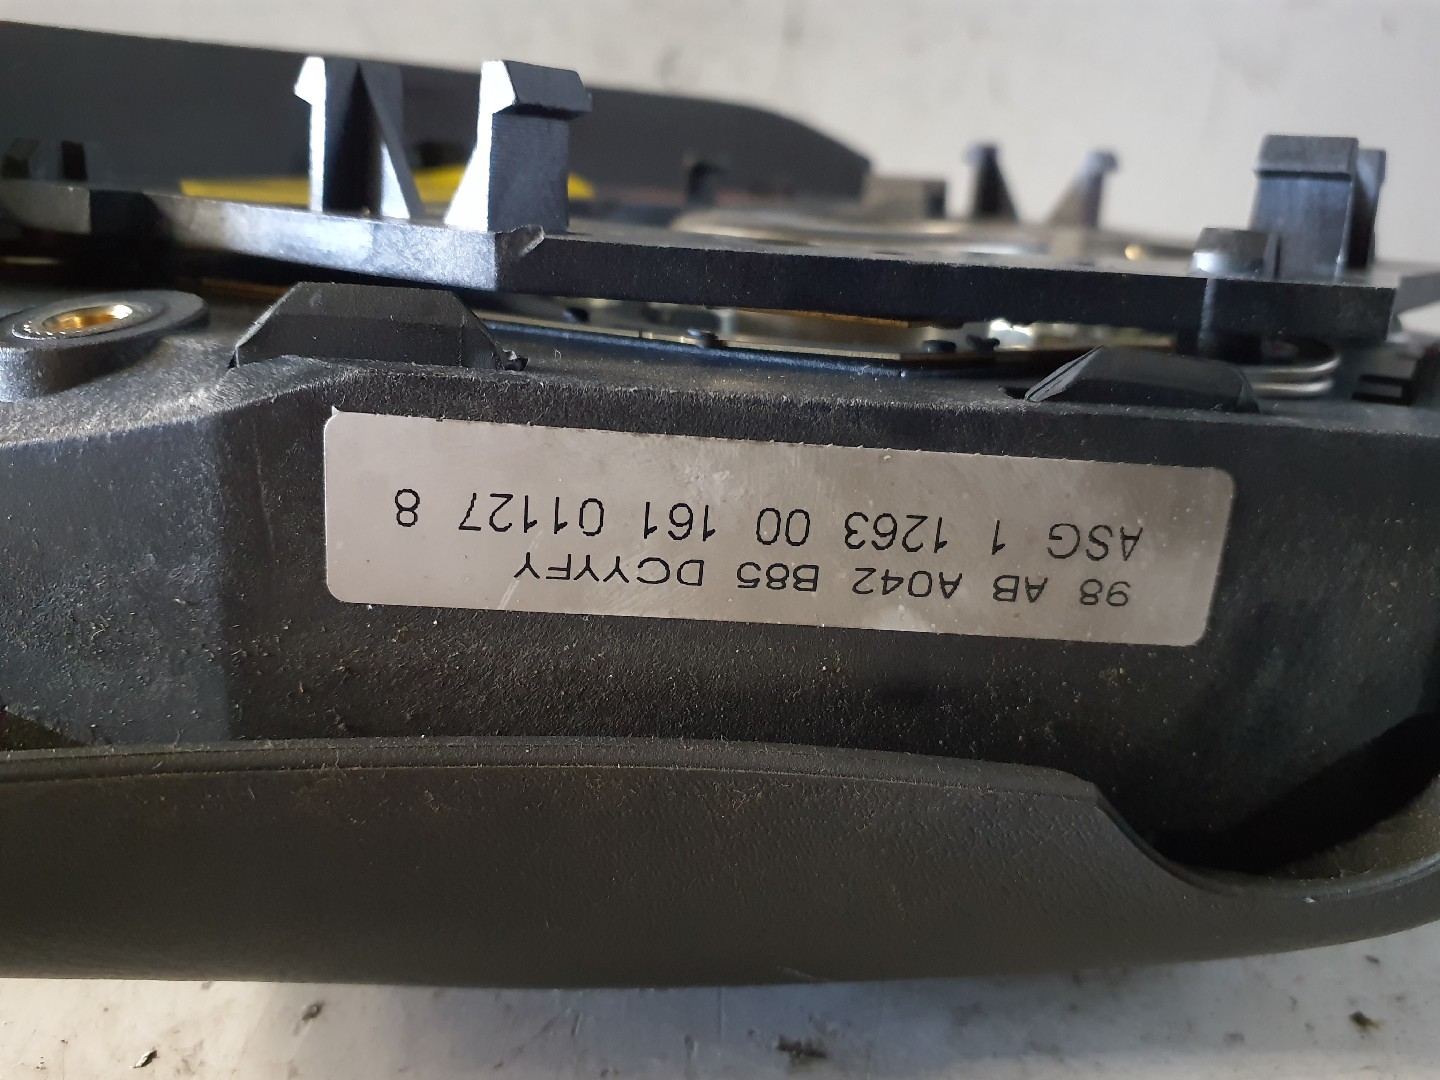 98 AB A042 B85 DCYYFY
ASG 1 1263 00 161 01127 8